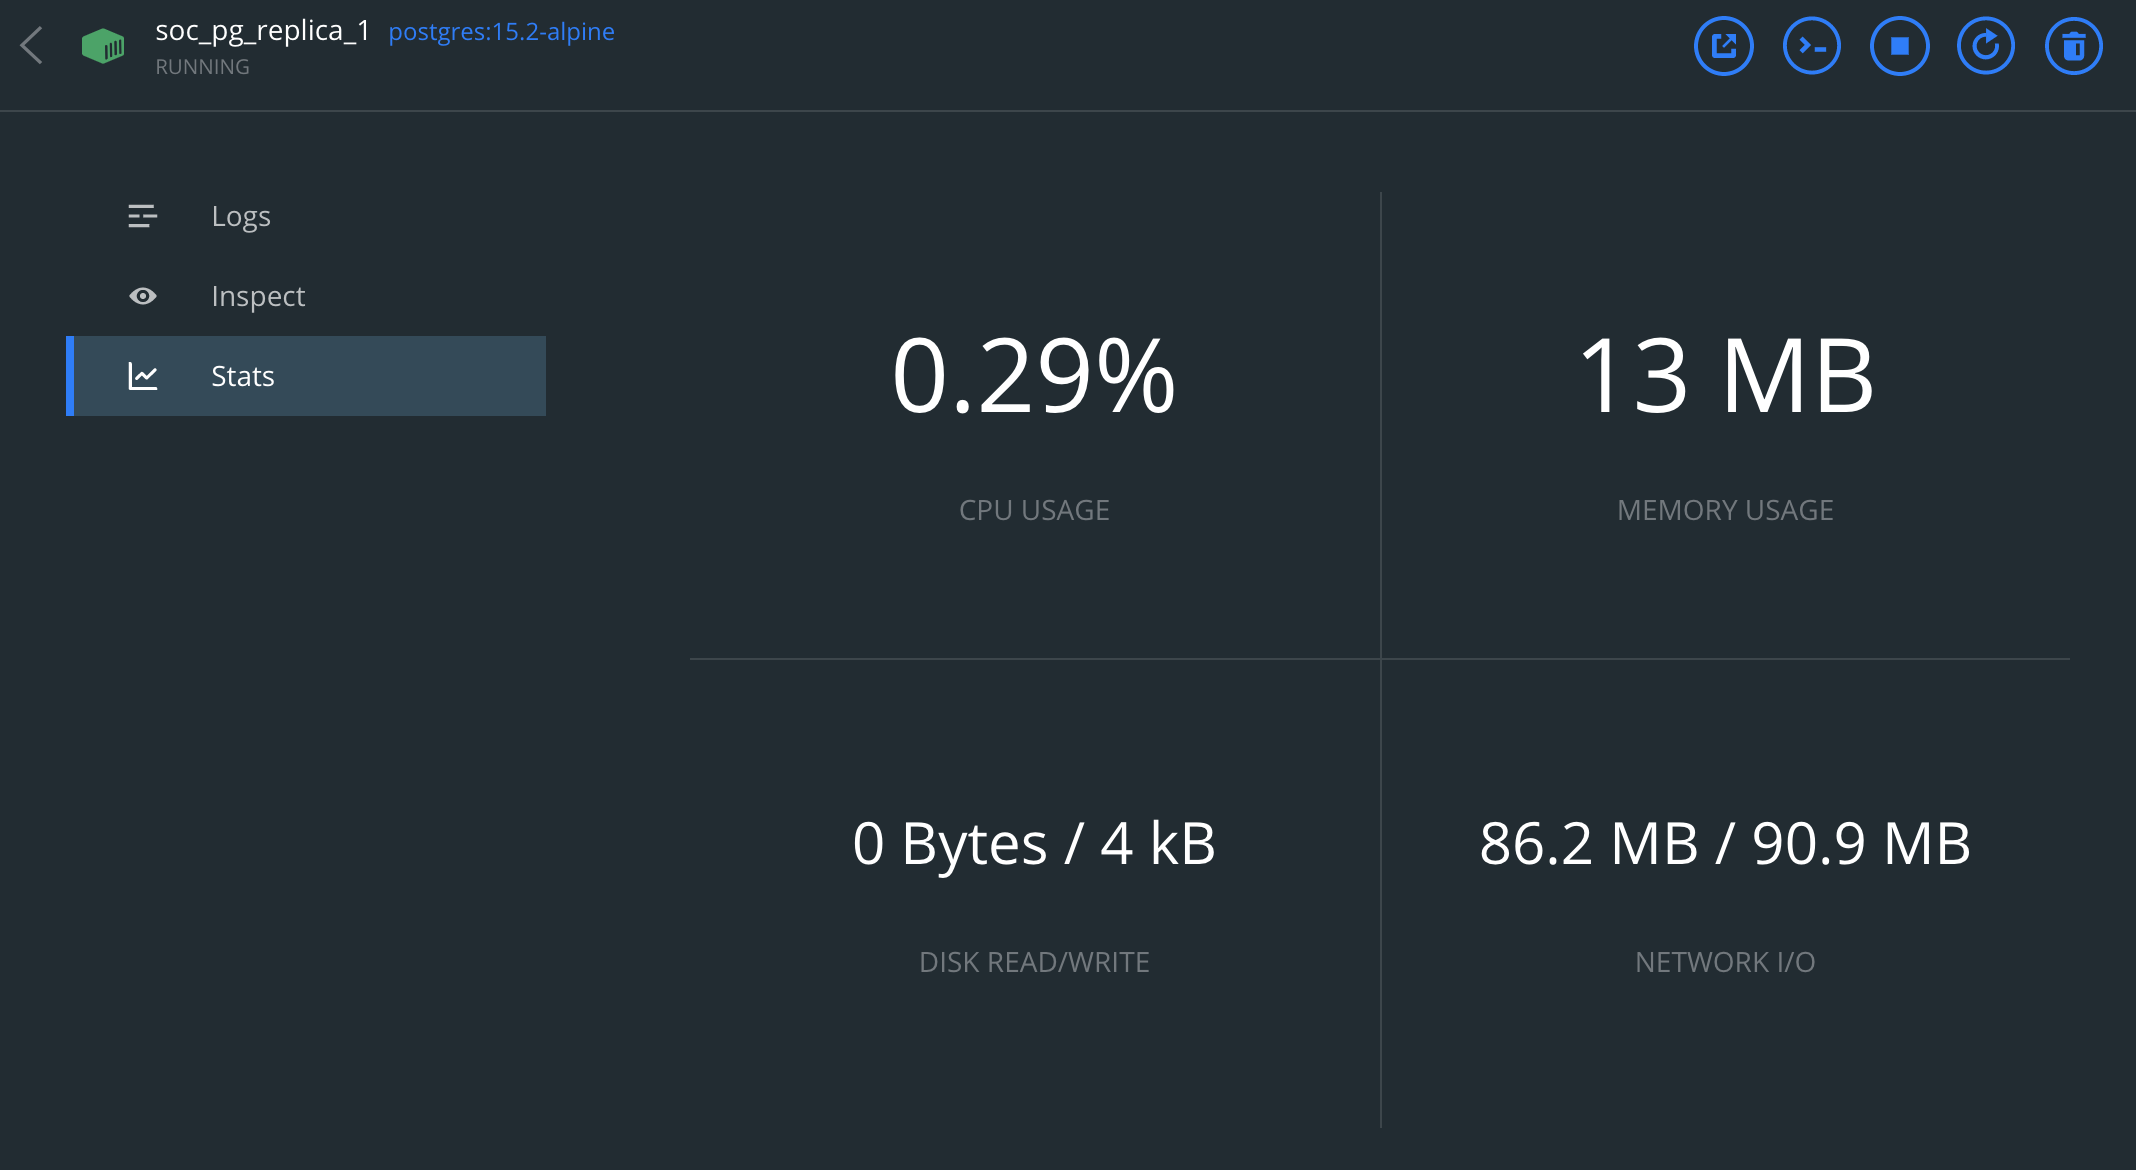 soc_pg_replica_1 postgres:15.2-alpine
RUNNING
Logs
Inspect
Stats
0.29%
CPU USAGE
13 MB
MEMORY USAGE
0 Bytes / 4 kB
DISK READ/WRITE
86.2 MB / 90.9 MB
NETWORK I/O